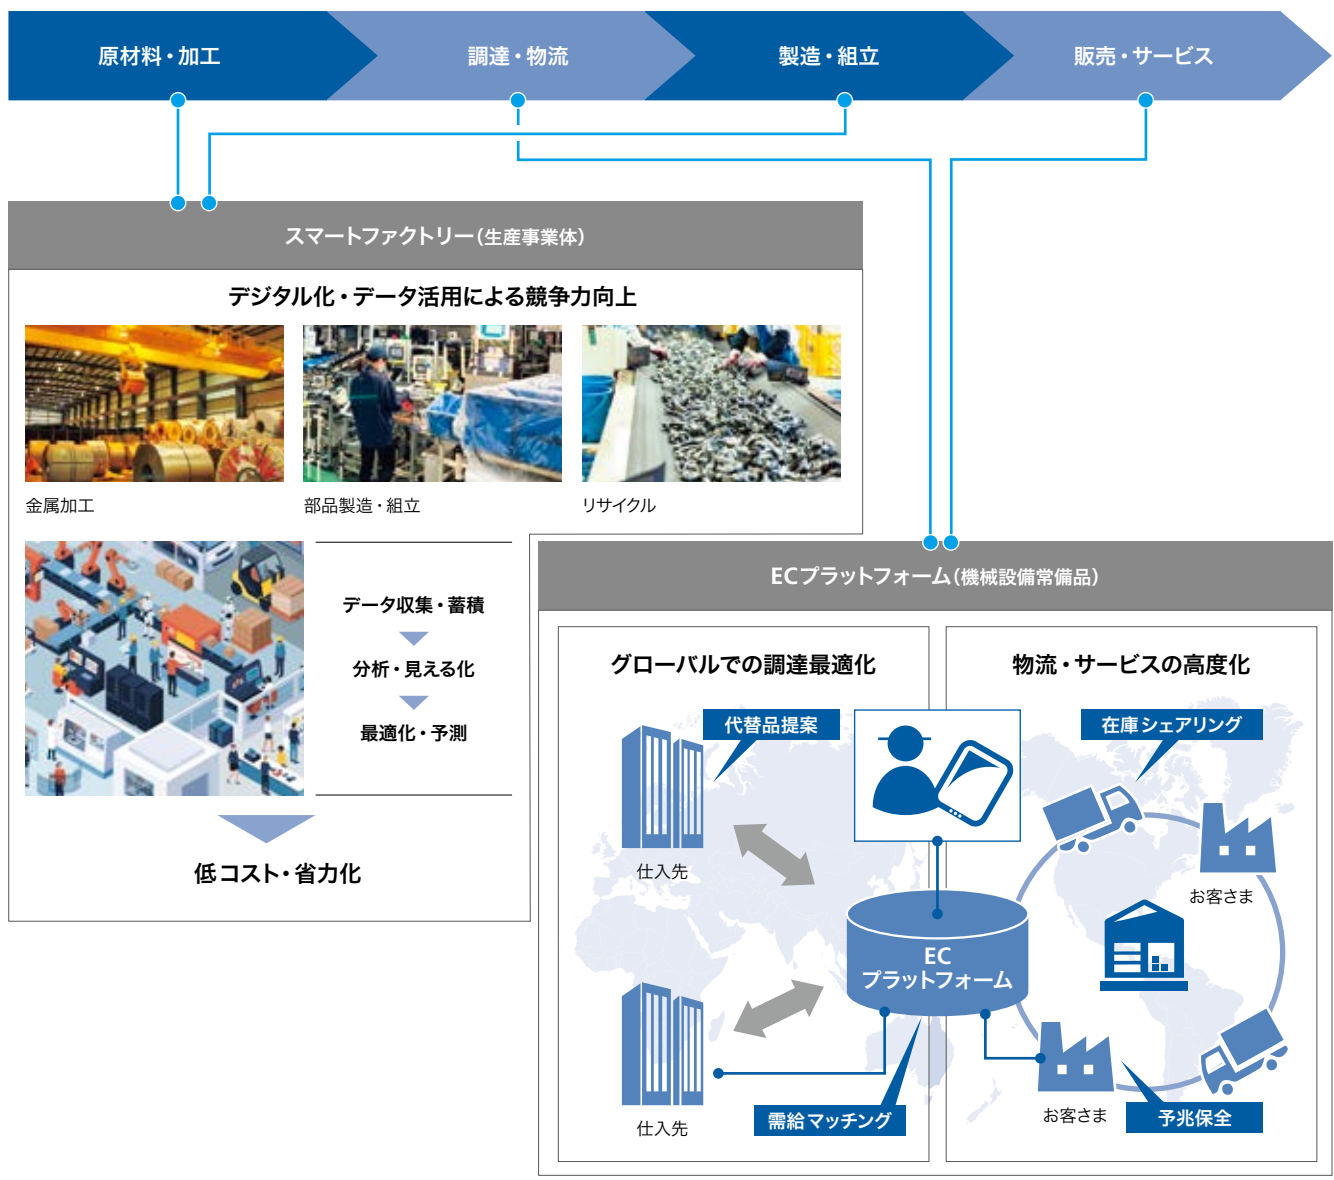 原材料・加工
調達・物流
製造・組立
販売・サービス
スマートファクトリー（生産事業体）
デジタル化・データ活用による競争力向上
金属加工
部品製造・組立
リサイクル
データ収集・蓄積
分析・見える化
最適化・予測
低コスト・省力化
ECプラットフォーム（機械設備常備品）
グローバルでの調達最適化
代替品提案
仕入先
EC
プラットフォーム
仕入先
需給マッチング
物流・サービスの高度化
在庫シェアリング
お客さま
お客さま
予兆保全